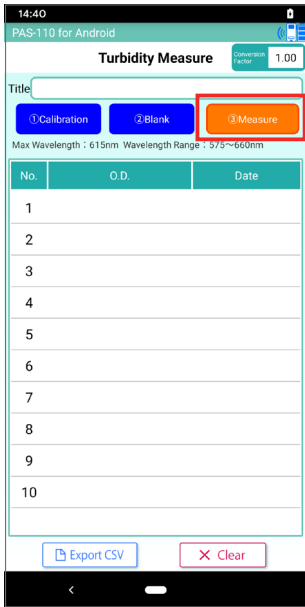 14:40
PAS-110 for Android
Turbidity Measure
Conversion
Factor
1.00
Title
①Calibration ②Blank ③Measure
Max Wavelength：615nm Wavelength Range：575～660nm
No. O.D. Date
1
2
3
4
5
6
7
8
9
10
Export CSV Clear